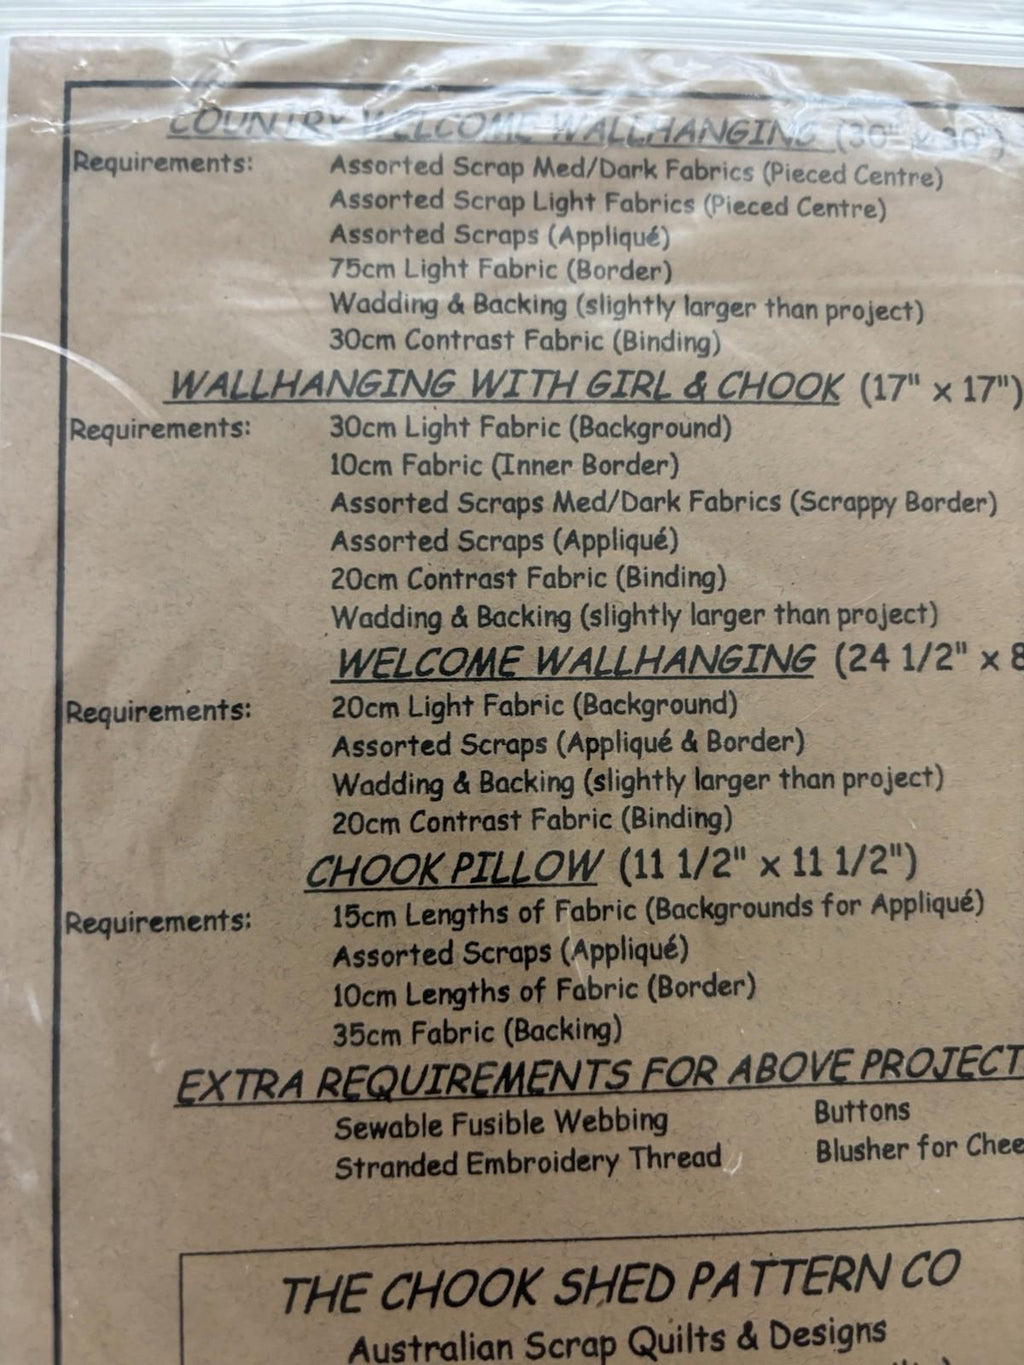 COUNTRY WELCOME WALLHANGING (30" x 30")
Requirements: Assorted Scrap Med/Dark Fabrics (Pieced Centre)
Assorted Scrap Light Fabrics (Pieced Centre)
Assorted Scraps (Appliqué)
75cm Light Fabric (Border)
Wadding & Backing (slightly larger than project)
30cm Contrast Fabric (Binding)
WALLHANGING WITH GIRL & CHOOK (17" x 17")
Requirements: 30cm Light Fabric (Background)
10cm Fabric (Inner Border)
Assorted Scraps Med/Dark Fabrics (Scrappy Border)
Assorted Scraps (Appliqué)
20cm Contrast Fabric (Binding)
Wadding & Backing (slightly larger than project)
WELCOME WALLHANGING (24 1/2" x 8
Requirements: 20cm Light Fabric (Background)
Assorted Scraps (Appliqué & Border)
Wadding & Backing (slightly larger than project)
20cm Contrast Fabric (Binding)
CHOOK PILLOW (11 1/2" x 11 1/2")
Requirements: 15cm Lengths of Fabric (Backgrounds for Appliqué)
Assorted Scraps (Appliqué)
10cm Lengths of Fabric (Border)
35cm Fabric (Backing)
EXTRA REQUIREMENTS FOR ABOVE PROJECT
Sewable Fusible Webbing Buttons
Stranded Embroidery Thread Blusher for Chee
THE CHOOK SHED PATTERN CO
Australian Scrap Quilts & Designs